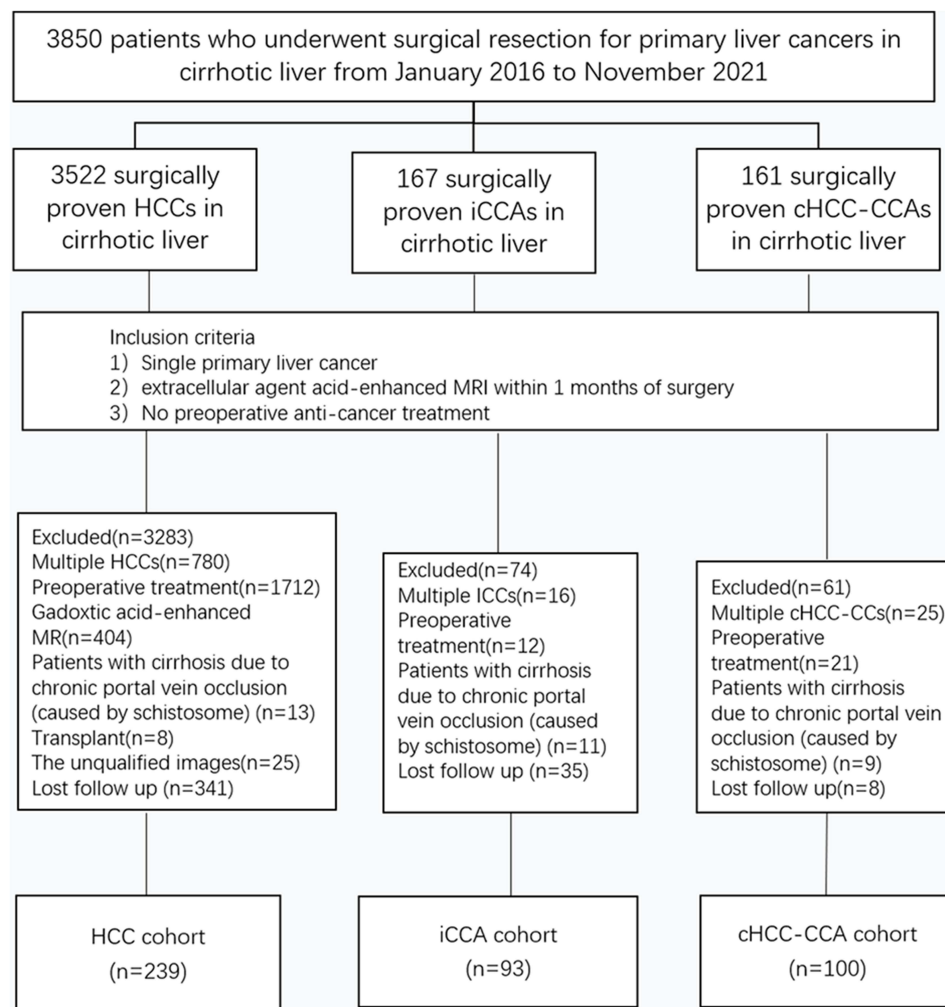 3850 patients who underwent surgical resection for primary liver cancers in
cirrhotic liver from January 2016 to November 2021
3522 surgically
proven HCCs in
cirrhotic liver
167 surgically
proven iCCAs in
cirrhotic liver
161 surgically
proven cHCC-CCAs
in cirrhotic liver
Inclusion criteria
1) Single primary liver cancer
2) extracellular agent acid-enhanced MRI within 1 months of surgery
3) No preoperative anti-cancer treatment
Excluded(n=3283)
Multiple HCCs(n=780)
Preoperative treatment(n=1712)
Gadoxtic acid-enhanced
MR(n=404)
Patients with cirrhosis due to
chronic portal vein occlusion
(caused by schistosome) (n=13)
Transplant(n=8)
The unqualified images(n=25)
Lost follow up (n=341)
Excluded(n=74)
Multiple ICCs(n=16)
Preoperative
treatment(n=12)
Patients with cirrhosis
due to chronic portal
vein occlusion (caused
by schistosome) (n=11)
Lost follow up (n=35)
Excluded(n=61)
Multiple cHCC-CCs(n=25)
Preoperative
treatment(n=21)
Patients with cirrhosis
due to chronic portal vein
occlusion (caused by
schistosome) (n=9)
Lost follow up(n=8)
HCC cohort
(n=239)
iCCA cohort
(n=93)
cHCC-CCA cohort
(n=100)